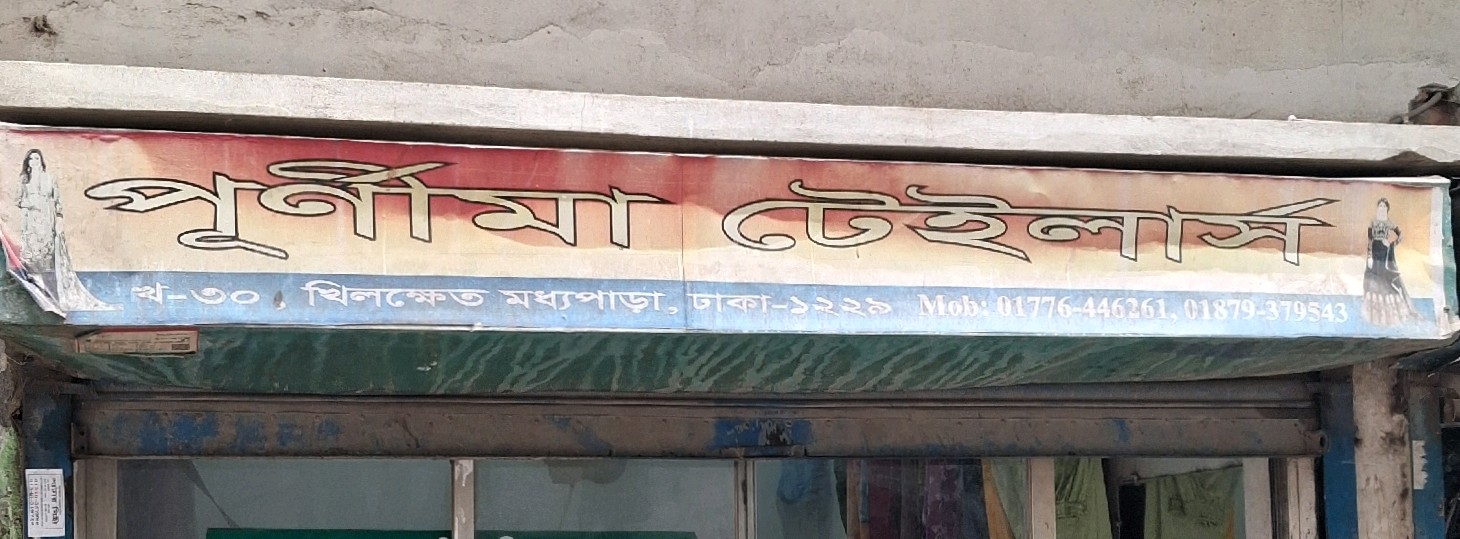 পূর্ণীমা টেইলার্স
খ-৩০, খিলক্ষেত মধ্যপাড়া, ঢাকা-১২২৯ Mob: 01776-446261, 01879-379543